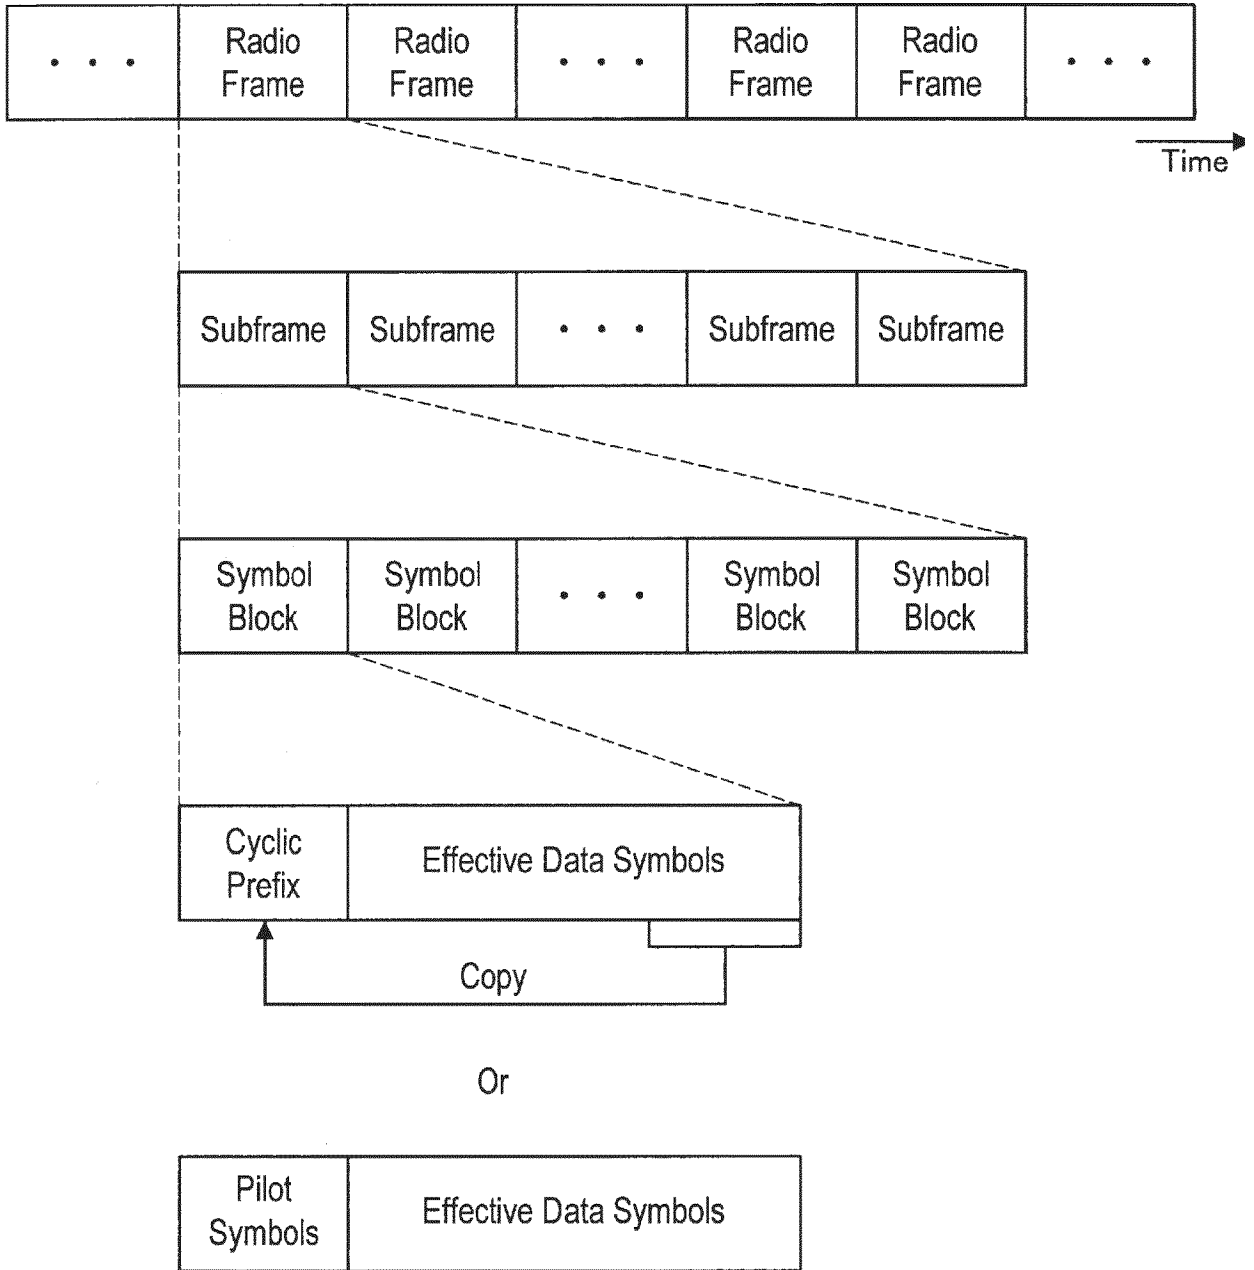 . . . Radio Frame Radio Frame . . . Radio Frame Radio Frame . . .
Time
Subframe Subframe . . . Subframe Subframe
Symbol Block Symbol Block . . . Symbol Block Symbol Block
Cyclic Prefix Effective Data Symbols
Copy
Or
Pilot Symbols Effective Data Symbols